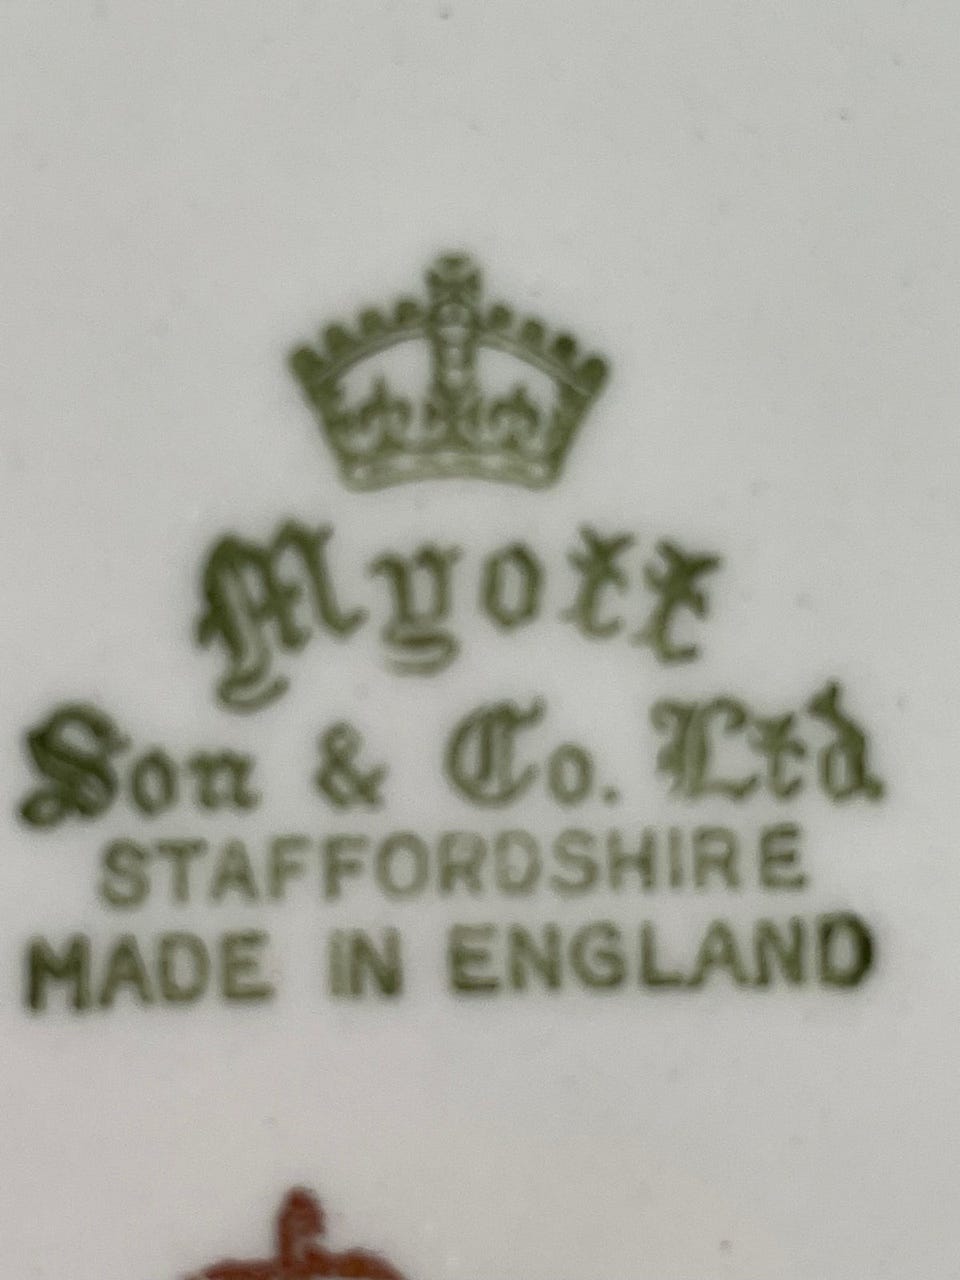 Myott
Son & Co. Ltd
STAFFORDSHIRE
MADE IN ENGLAND